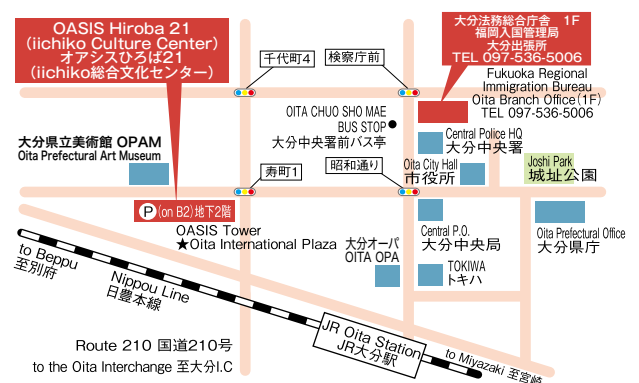 OASIS Hiroba 21
(iichiko Culture Center)
オアシスひろば21
(iichiko総合文化センター)
千代町4
検察庁前
大分法務総合庁舎 1F
福岡入国管理局
大分出張所
TEL 097-536-5006
Fukuoka Regional
Immigration Bureau
Oita Branch Office(1F)
TEL 097-536-5006
OITA CHUO SHO MAE
BUS STOP
大分中央署前バス亭
Central Police HQ
大分中央署
大分県立美術館 OPAM
Oita Prefectural Art Museum
寿町1
昭和通り
Oita City Hall
市役所
Joshi Park
城址公園
P (on B2)地下2階
OASIS Tower
★Oita International Plaza
大分オーパ
OITA OPA
Central P.O.
大分中央局
Oita Prefectural Office
大分県庁
TOKIWA
トキハ
to Beppu
至別府
Nippou Line
日豊本線
JR Oita Station
JR大分駅
to Miyazaki 至宮崎
Route 210 国道210号
to the Oita Interchange 至大分I.C